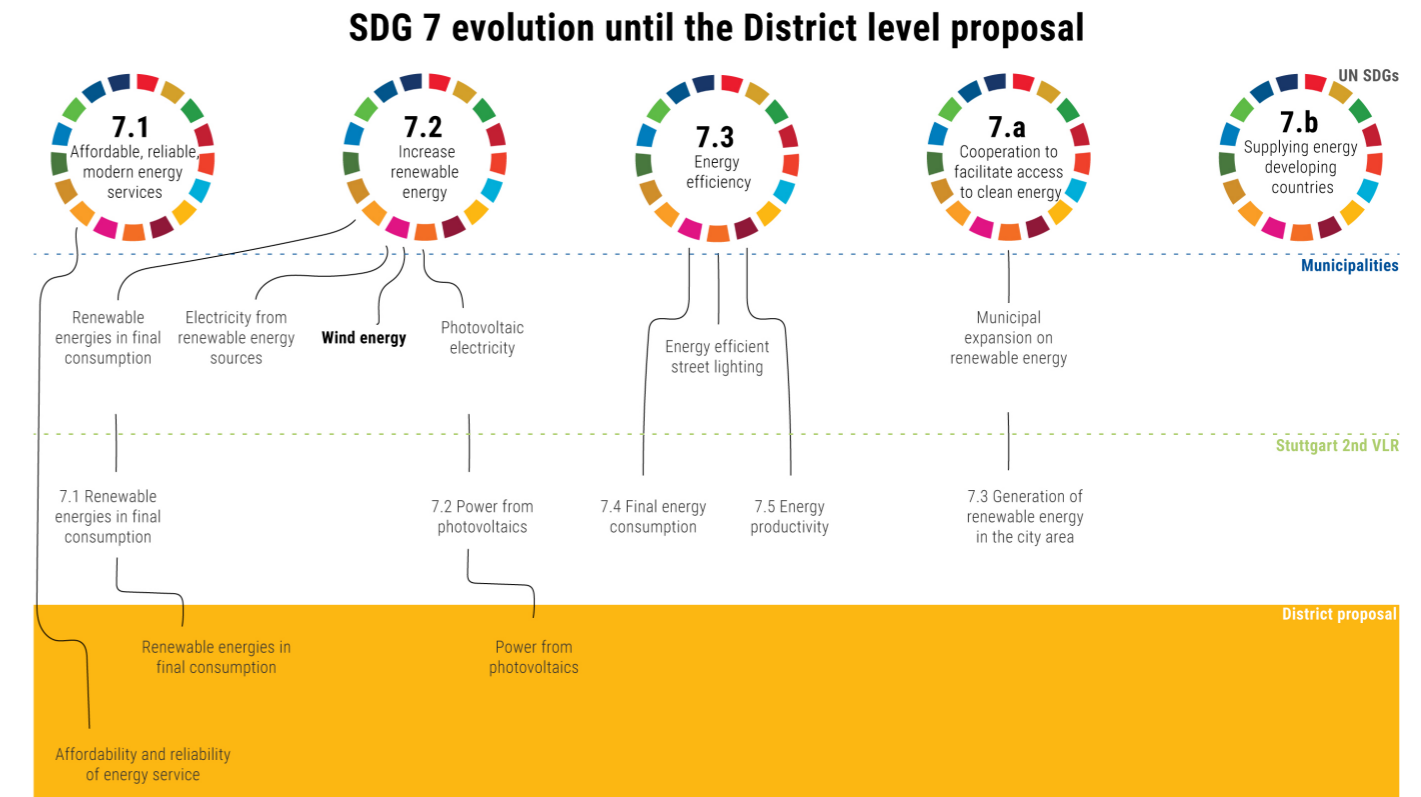 SDG 7 evolution until the District level proposal
UN SDGs
7.1
Affordable, reliable,
modern energy
services
7.2
Increase
renewable
energy
7.3
Energy
efficiency
7.a
Cooperation to
facilitate access
to clean energy
7.b
Supplying energy
developing
countries
Municipalities
Renewable
energies in final
consumption
Electricity from
renewable energy
sources
Wind energy
Photovoltaic
electricity
Energy efficient
street lighting
Municipal
expansion on
renewable energy
Stuttgart 2nd VLR
7.1 Renewable
energies in final
consumption
7.2 Power from
photovoltaics
7.4 Final energy
consumption
7.5 Energy
productivity
7.3 Generation of
renewable energy
in the city area
District proposal
Renewable energies in
final consumption
Power from
photovoltaics
Affordability and reliability
of energy service